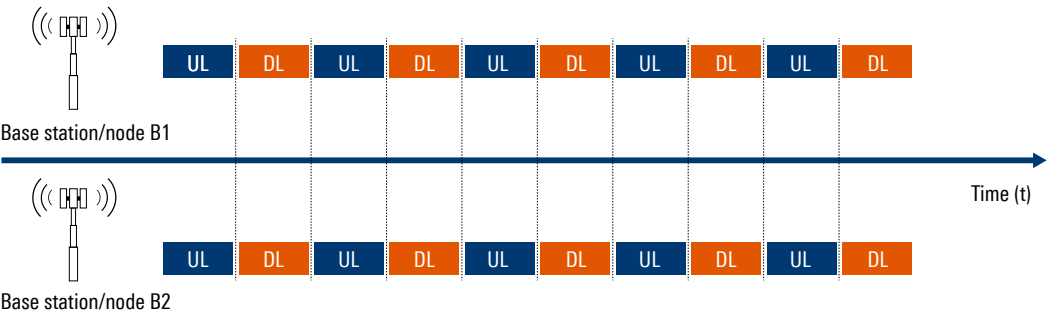 UL DL UL DL UL DL UL DL UL DL
Base station/node B1
Time (t)
UL DL UL DL UL DL UL DL UL DL
Base station/node B2